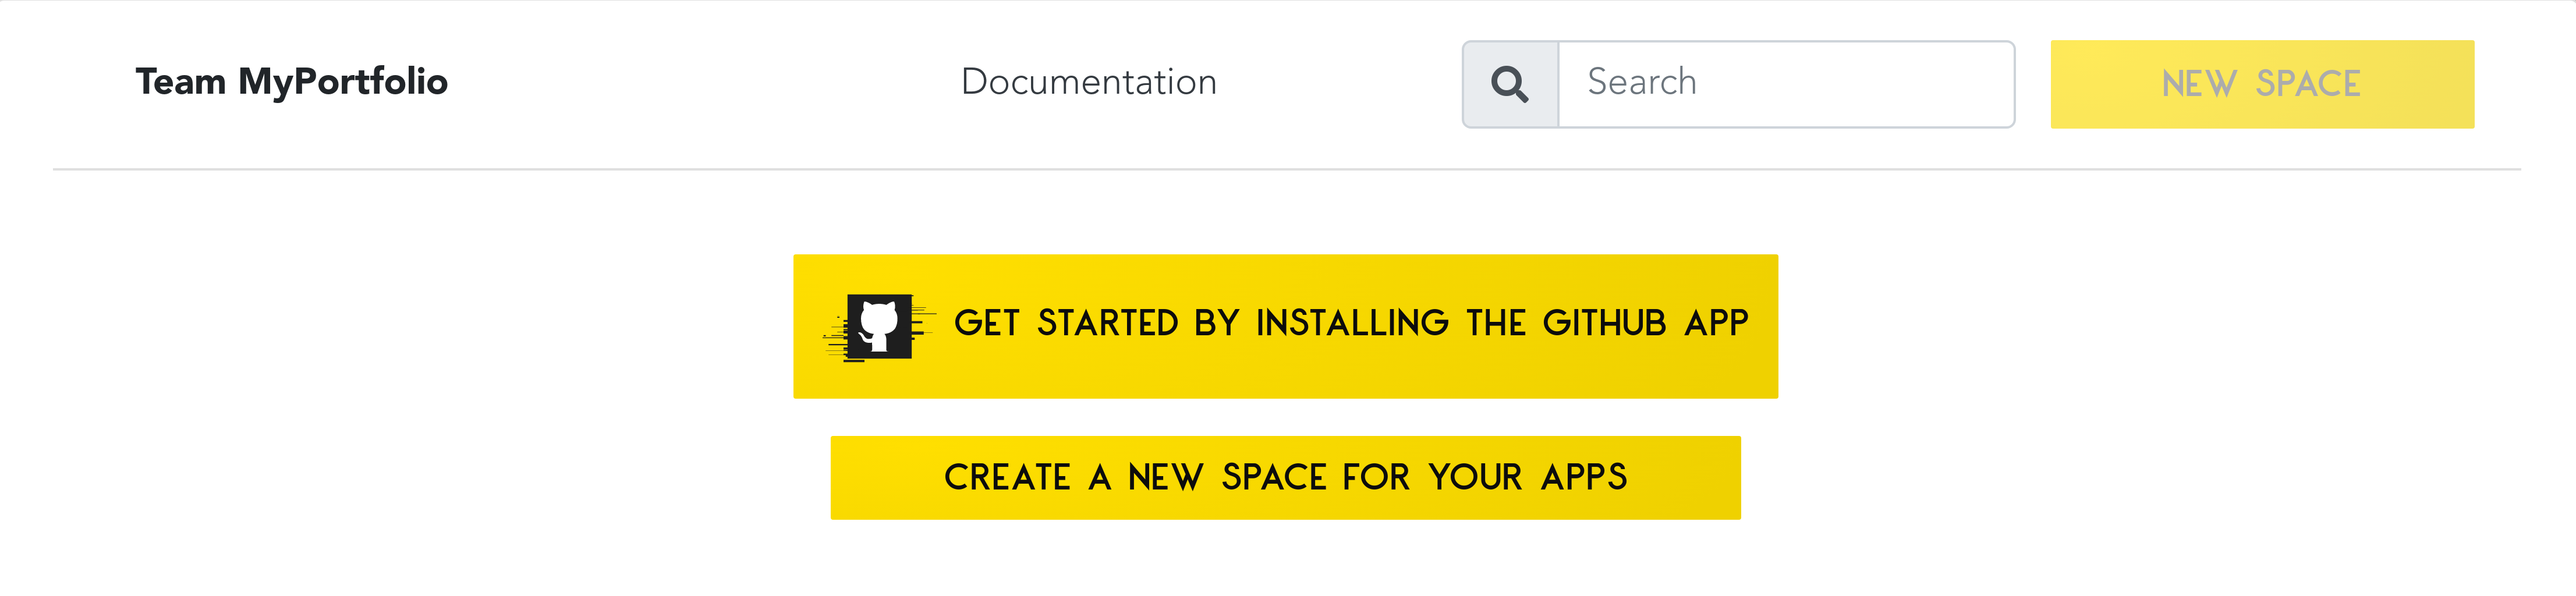 Team MyPortfolio
Documentation
Search
NEW SPACE
GET STARTED BY INSTALLING THE GITHUB APP
CREATE A NEW SPACE FOR YOUR APPS